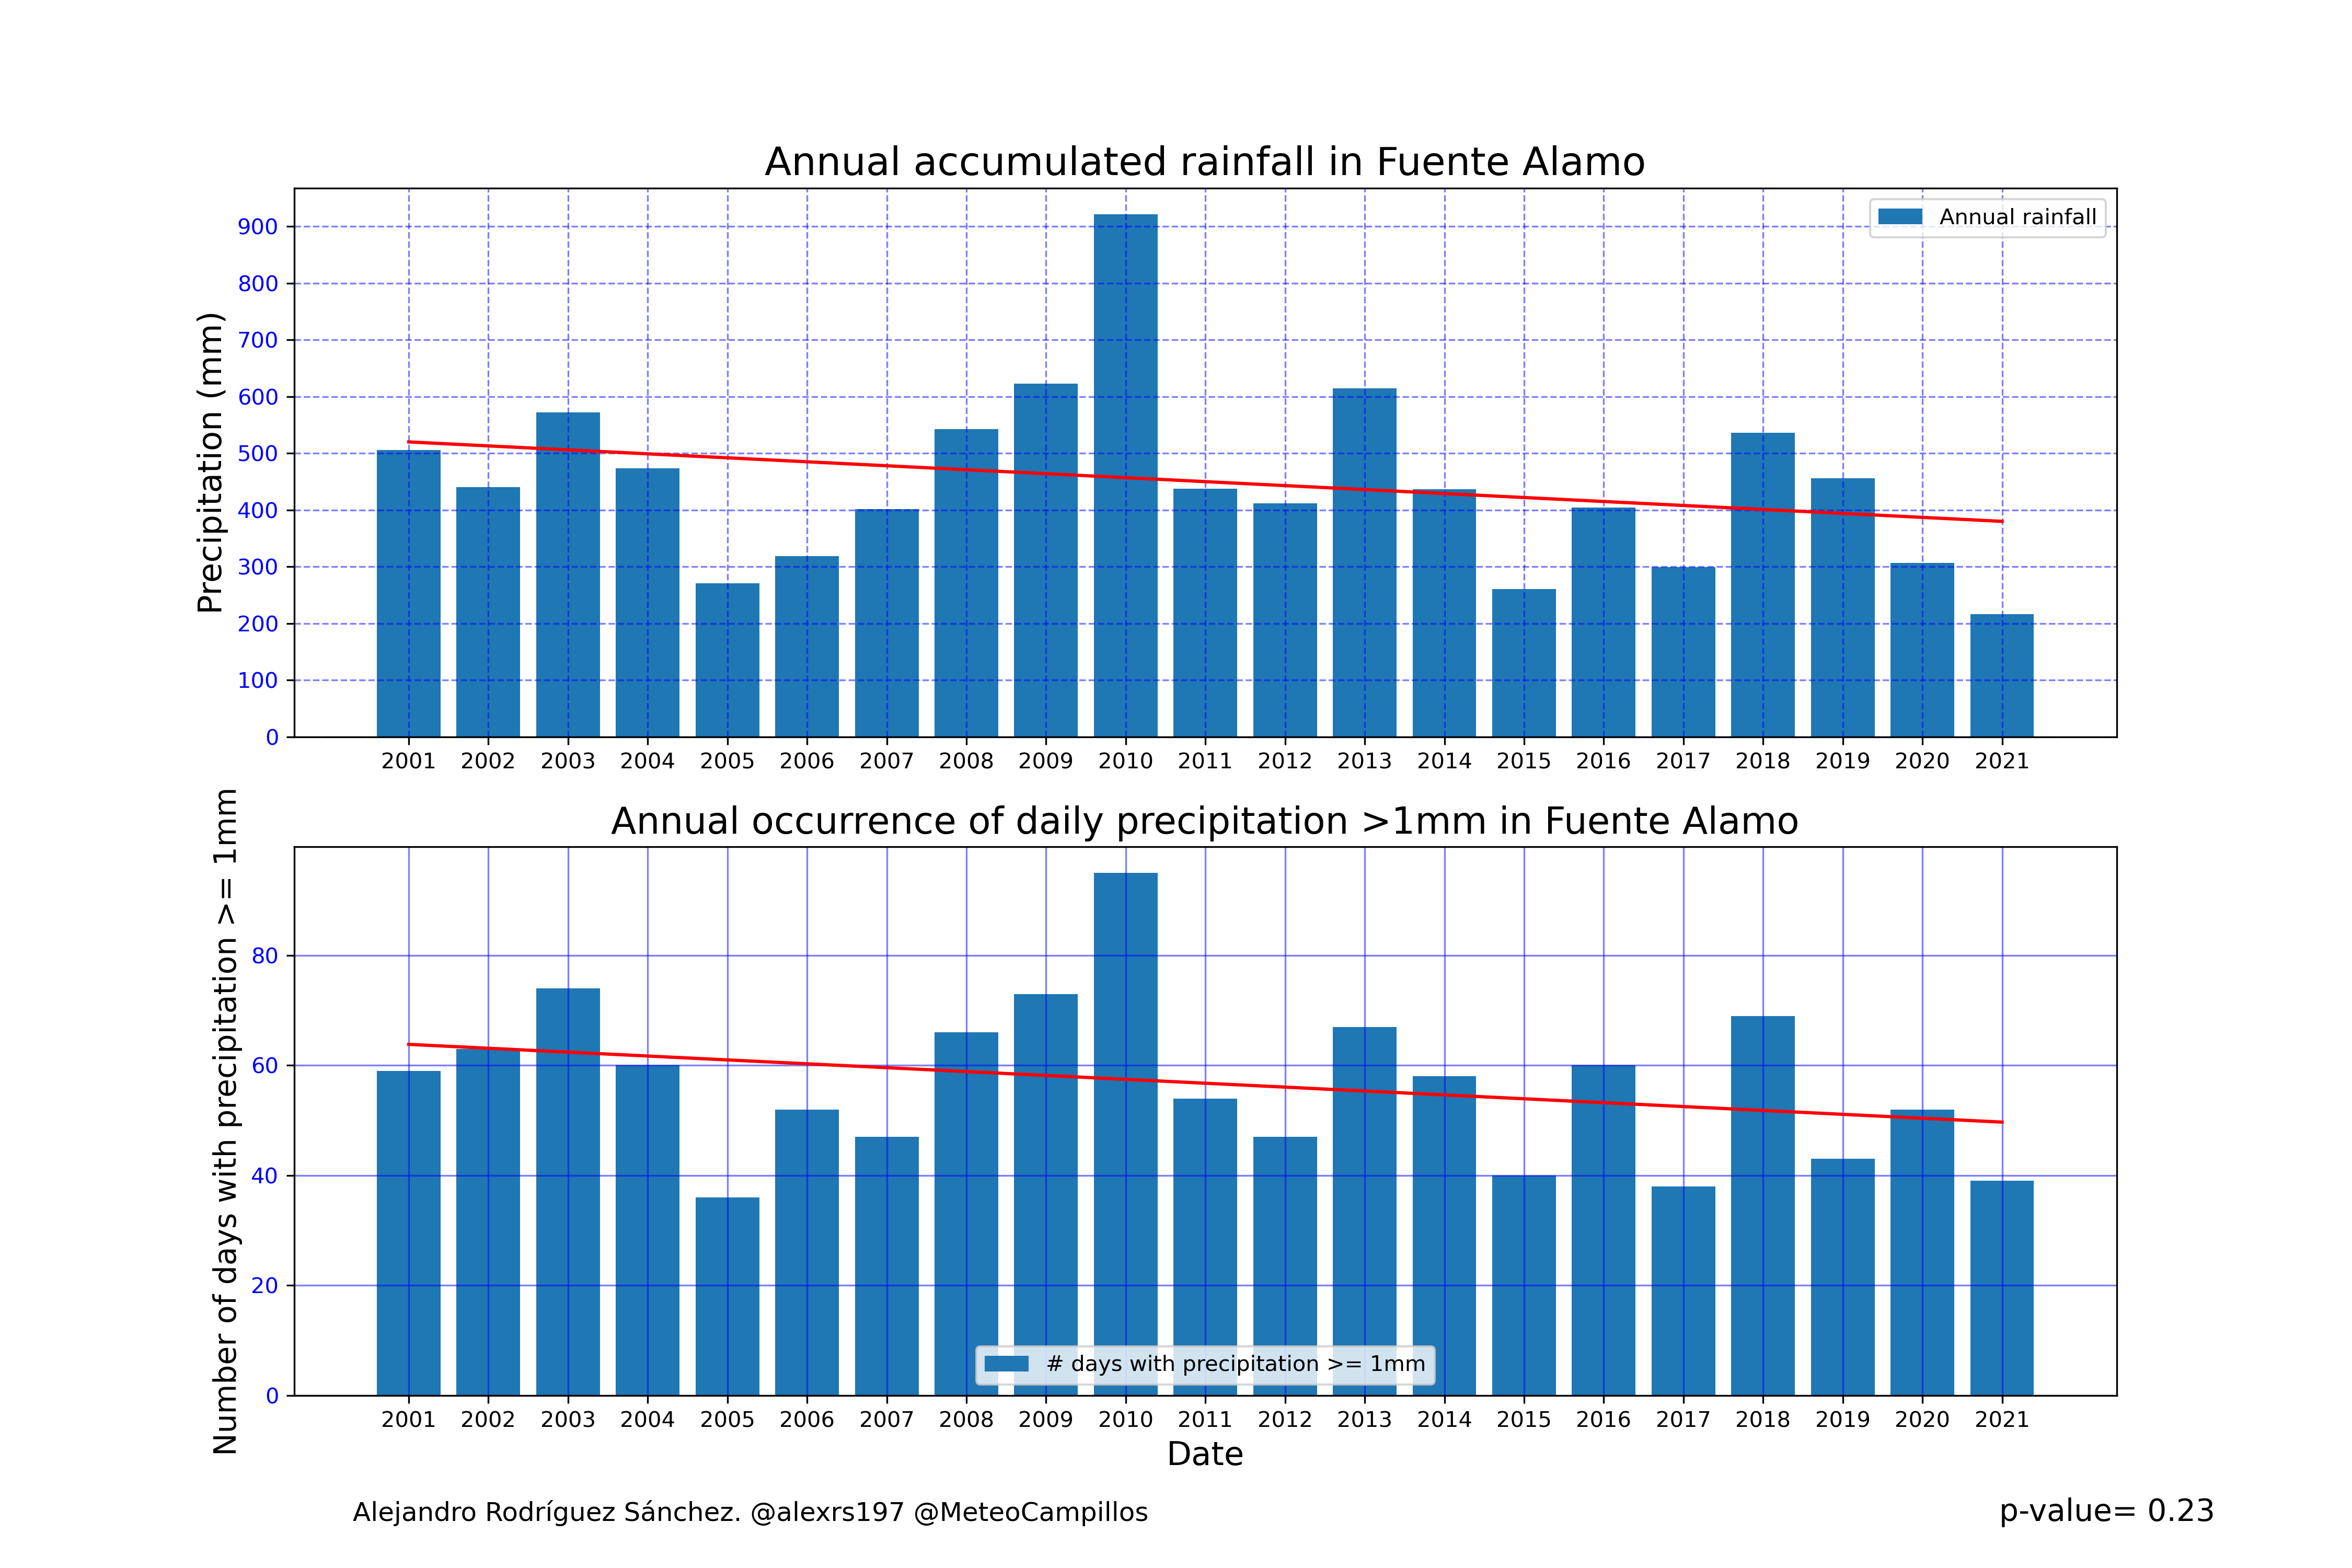 Annual accumulated rainfall in Fuente Alamo
Precipitation (mm)
900
800
700
600
500
400
300
200
100
0
Annual rainfall
2001 2002 2003 2004 2005 2006 2007 2008 2009 2010 2011 2012 2013 2014 2015 2016 2017 2018 2019 2020 2021
Annual occurrence of daily precipitation >1mm in Fuente Alamo
Number of days with precipitation >= 1mm
80
60
40
20
0
# days with precipitation >= 1mm
2001 2002 2003 2004 2005 2006 2007 2008 2009 2010 2011 2012 2013 2014 2015 2016 2017 2018 2019 2020 2021
Date
Alejandro Rodríguez Sánchez. @alexrs197 @MeteoCampillos
p-value= 0.23